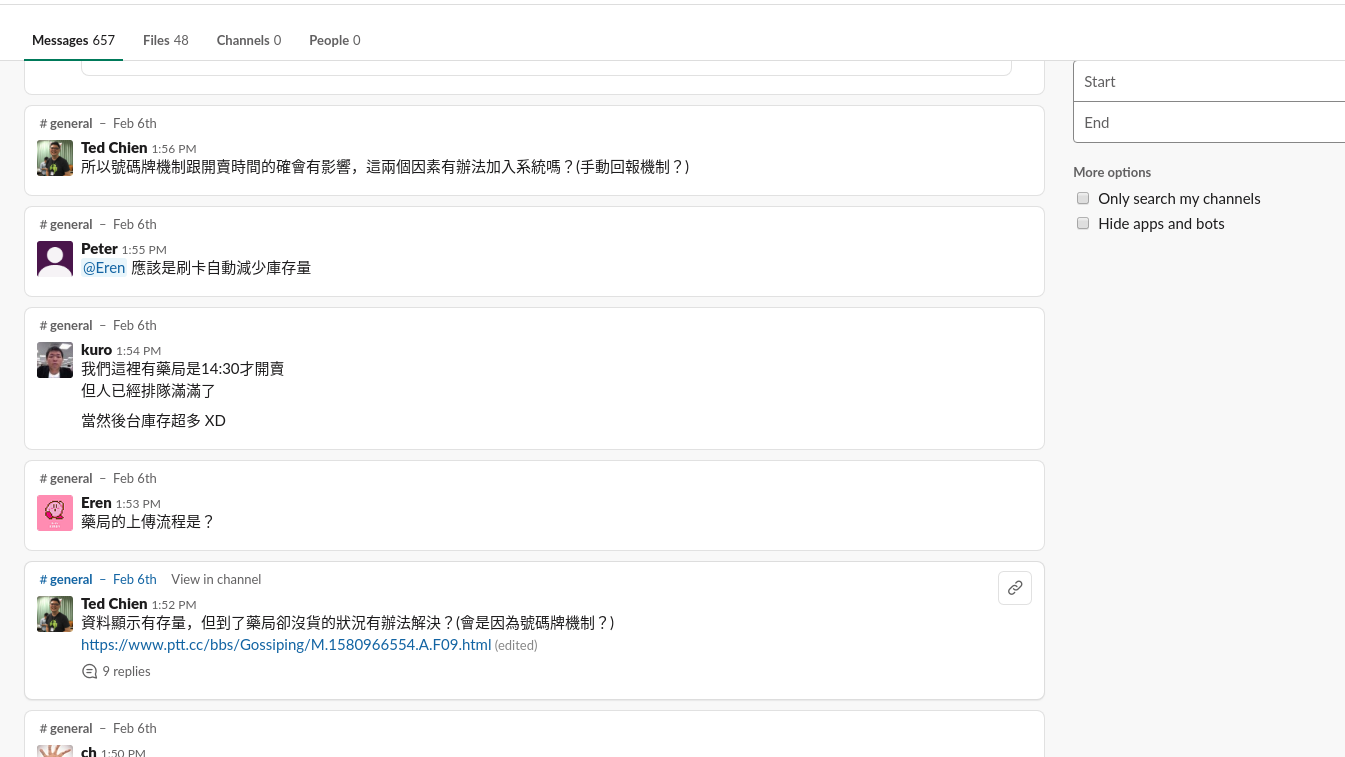 Messages 657 Files 48 Channels 0 People 0
Start
End
More options
Only search my channels
Hide apps and bots
# general – Feb 6th
Ted Chien 1:56 PM
所以號碼牌機制跟開賣時間的確會有影響，這兩個因素有辦法加入系統嗎？(手動回報機制？)
# general – Feb 6th
Peter 1:55 PM
@Eren 應該是刷卡自動減少庫存量
# general – Feb 6th
kuro 1:54 PM
我們這裡有藥局是14:30才開賣
但人已經排隊滿滿了
當然後台庫存超多 XD
# general – Feb 6th
Eren 1:53 PM
藥局的上傳流程是？
# general – Feb 6th View in channel
Ted Chien 1:52 PM
資料顯示有存量，但到了藥局卻沒貨的狀況有辦法解決？(會是因為號碼牌機制？)
https://www.ptt.cc/bbs/Gossiping/M.1580966554.A.F09.html (edited)
9 replies
# general – Feb 6th
ch 1:50 PM